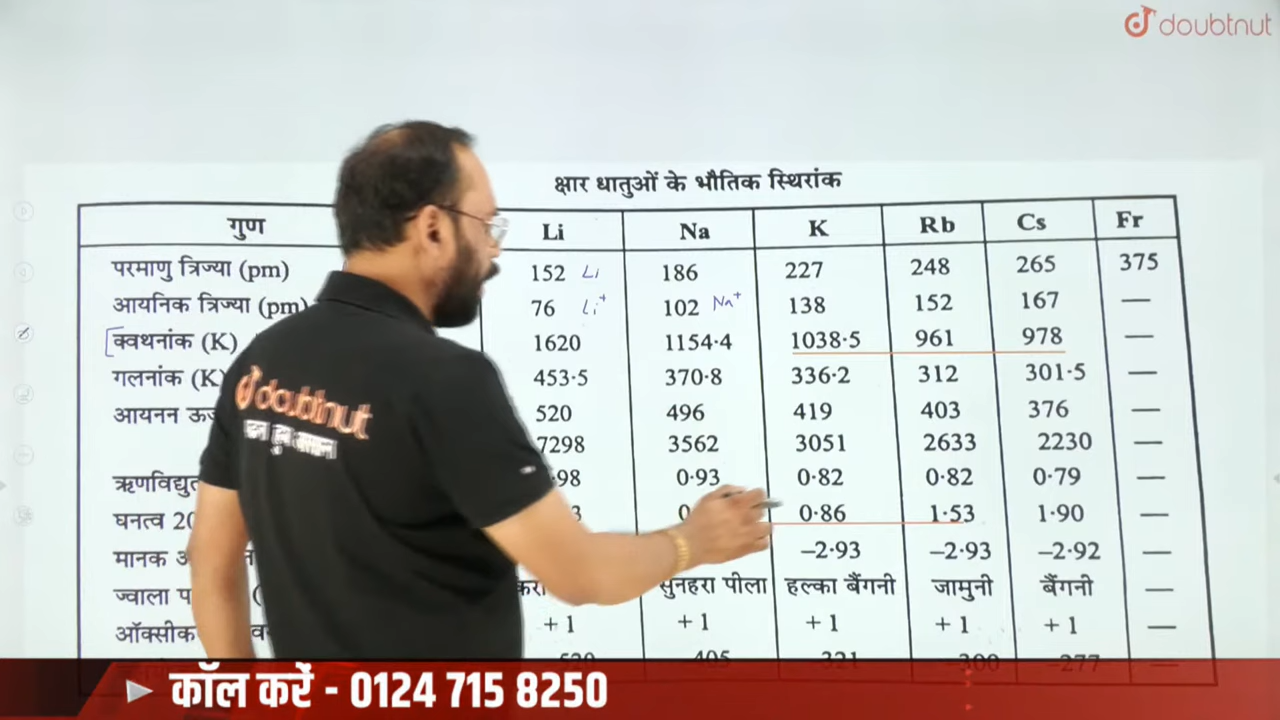 doubtnut
क्षार धातुओं के भौतिक स्थिरांक
गुण Li Na K Rb Cs Fr
परमाणु त्रिज्या (pm) 152 Li 186 227 248 265 375
आयनिक त्रिज्या (pm) 76 Li+ 102 Na+ 138 152 167 —
क्वथनांक (K) 1620 1154·4 1038·5 961 978 —
गलनांक (K) 453·5 370·8 336·2 312 301·5 —
520 496 419 403 376 —
7298 3562 3051 2633 2230 —
·98 0·93 0·82 0·82 0·79 —
घनत्व 0·86 1·53 1·90 —
मानक –2·93 –2·93 –2·92 —
ज्वाला सुनहरा पीला हल्का बैंगनी जामुनी बैंगनी —
+1 +1 +1 +1 +1 —
doubtnut
कॉल करें - 0124 715 8250